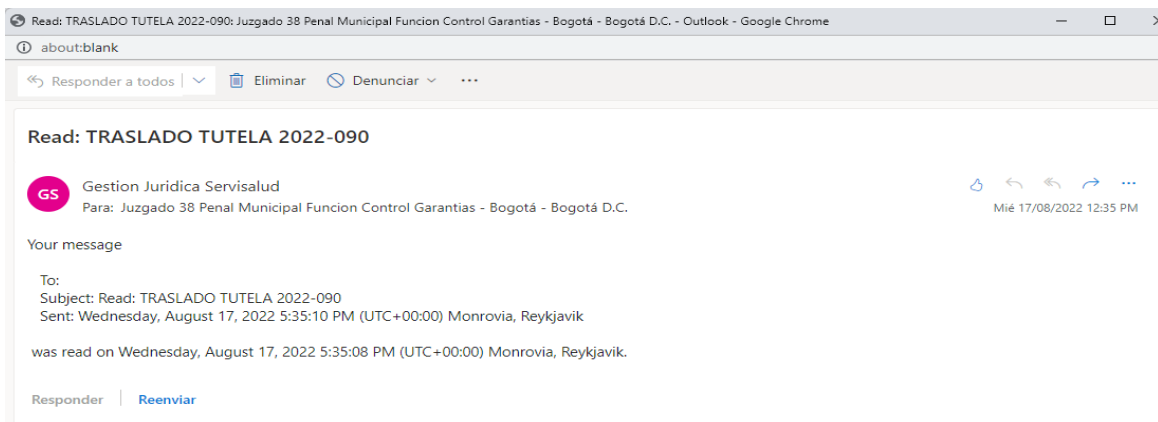 Read: TRASLADO TUTELA 2022-090: Juzgado 38 Penal Municipal Funcion Control Garantias - Bogotá - Bogotá D.C. - Outlook - Google Chrome
about:blank
Responder a todos Eliminar Denunciar
Read: TRASLADO TUTELA 2022-090
GS
Gestion Juridica Servisalud
Para: Juzgado 38 Penal Municipal Funcion Control Garantias - Bogotá - Bogotá D.C.
Mié 17/08/2022 12:35 PM
Your message
To:
Subject: Read: TRASLADO TUTELA 2022-090
Sent: Wednesday, August 17, 2022 5:35:10 PM (UTC+00:00) Monrovia, Reykjavik
was read on Wednesday, August 17, 2022 5:35:08 PM (UTC+00:00) Monrovia, Reykjavik.
Responder Reenviar